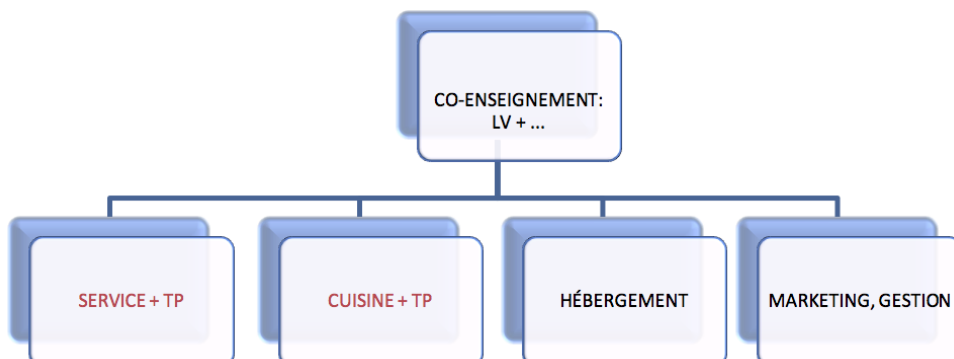 CO-ENSEIGNEMENT:
LV + ...
SERVICE + TP
CUISINE + TP
HÉBERGEMENT
MARKETING, GESTION